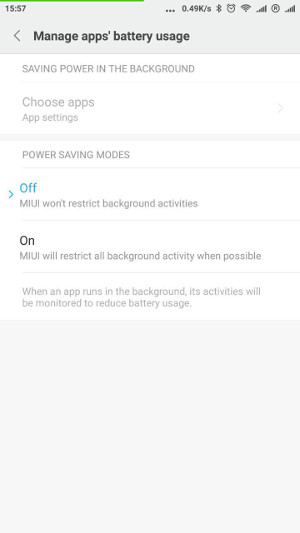 15:57 ... 0.49K/s R
Manage apps' battery usage
SAVING POWER IN THE BACKGROUND
Choose apps
App settings
POWER SAVING MODES
Off
MIUI won't restrict background activities
On
MIUI will restrict all background activity when possible
When an app runs in the background, its activities will
be monitored to reduce battery usage.